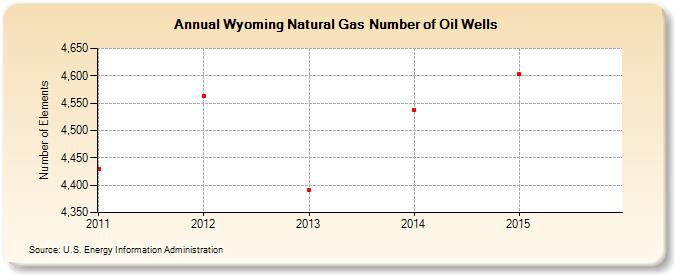 Annual Wyoming Natural Gas Number of Oil Wells
Number of Elements
4,650
4,600
4,550
4,500
4,450
4,400
4,350
2011 2012 2013 2014 2015
Source: U.S. Energy Information Administration